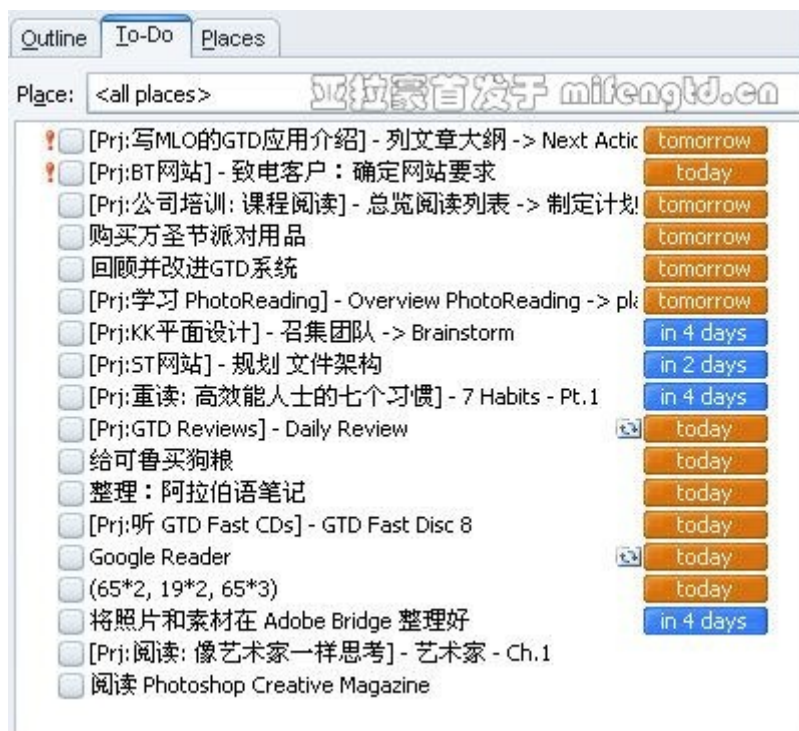 Outline To-Do Places
Place: <all places> 亚拉豪首发于 mifengtd.cn
[Prj:写MLO的GTD应用介绍] - 列文章大纲 -> Next Actic tomorrow
[Prj:BT网站] - 致电客户：确定网站要求 today
[Prj:公司培训: 课程阅读] - 总览阅读列表 -> 制定计划 tomorrow
购买万圣节派对用品 tomorrow
回顾并改进GTD系统 tomorrow
[Prj:学习 PhotoReading] - Overview PhotoReading -> pla tomorrow
[Prj:KK平面设计] - 召集团队 -> Brainstorm in 4 days
[Prj:ST网站] - 规划 文件架构 in 2 days
[Prj:重读: 高效能人士的七个习惯] - 7 Habits - Pt.1 in 4 days
[Prj:GTD Reviews] - Daily Review today
给可鲁买狗粮 today
整理：阿拉伯语笔记 today
[Prj:听 GTD Fast CDs] - GTD Fast Disc 8 today
Google Reader today
(65*2, 19*2, 65*3) today
将照片和素材在 Adobe Bridge 整理好 in 4 days
[Prj:阅读: 像艺术家一样思考] - 艺术家 - Ch.1
阅读 Photoshop Creative Magazine